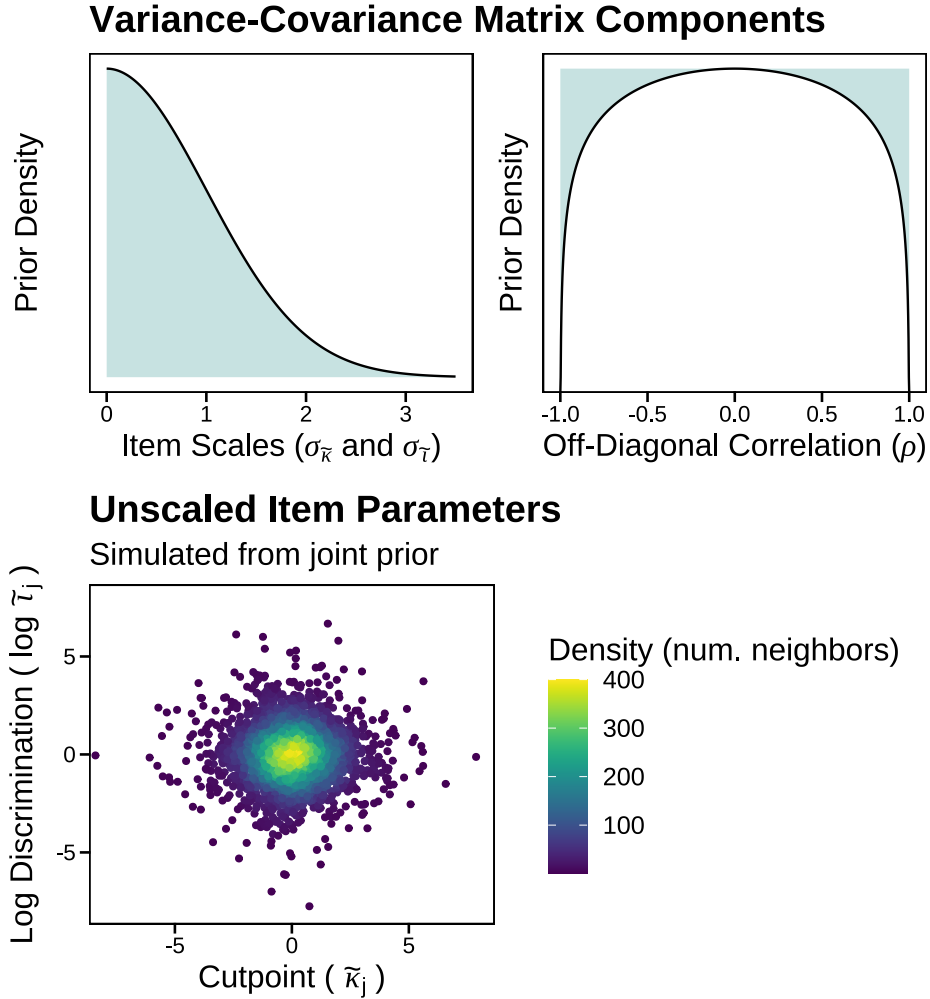 Variance-Covariance Matrix Components
Prior Density
0 1 2 3
Item Scales (σκ̃ and στ̃)
Prior Density
-1.0 -0.5 0.0 0.5 1.0
Off-Diagonal Correlation (ρ)
Unscaled Item Parameters
Simulated from joint prior
Log Discrimination ( log τ̃j )
5
0
-5
-5 0 5
Cutpoint ( κ̃j )
Density (num. neighbors)
400
300
200
100